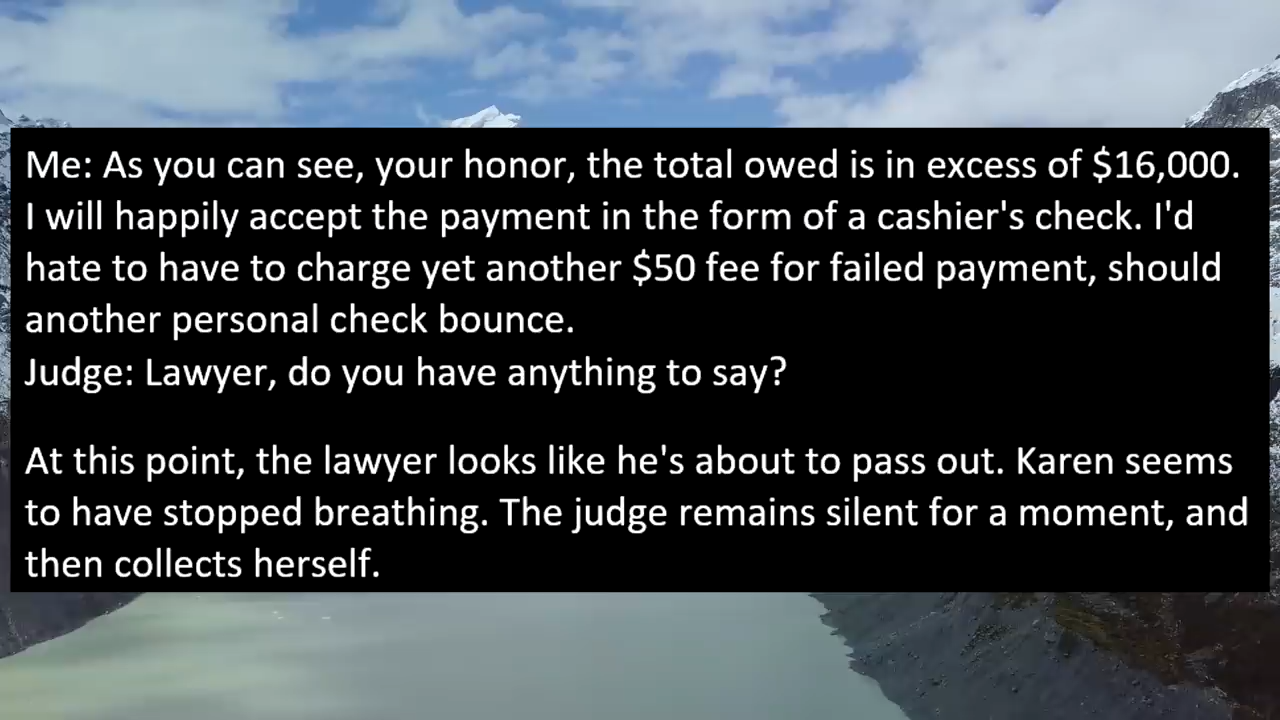 Me: As you can see, your honor, the total owed is in excess of $16,000.
I will happily accept the payment in the form of a cashier's check. I'd
hate to have to charge yet another $50 fee for failed payment, should
another personal check bounce.
Judge: Lawyer, do you have anything to say?
At this point, the lawyer looks like he's about to pass out. Karen seems
to have stopped breathing. The judge remains silent for a moment, and
then collects herself.